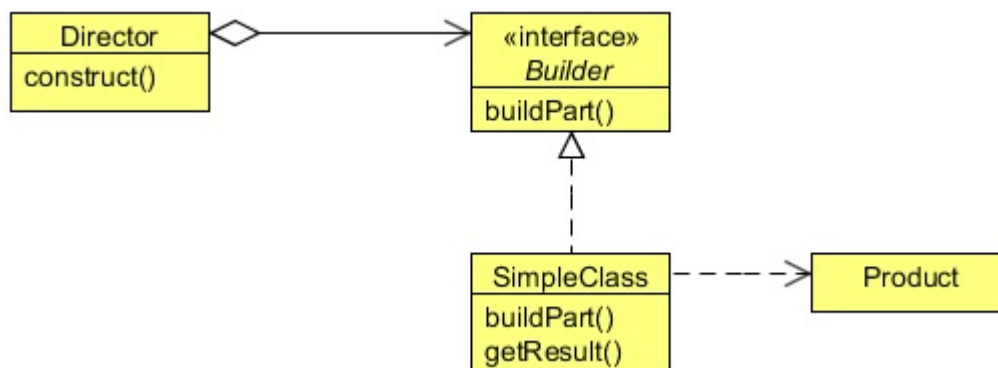 Director
construct()
«interface»
Builder
buildPart()
SimpleClass
buildPart()
getResult()
Product